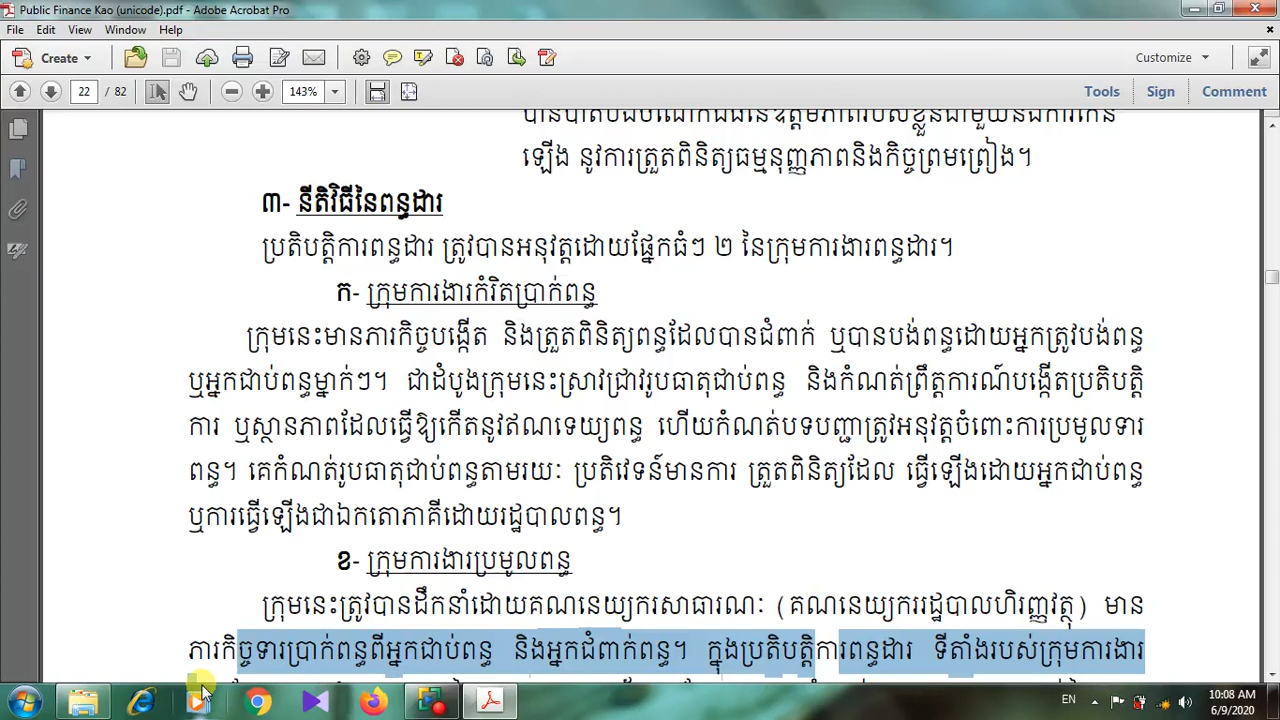 Public Finance Kao (unicode).pdf - Adobe Acrobat Pro
File Edit View Window Help
Create Customize
22 / 82 143% Tools Sign Comment
ឡើង នូវការត្រួតពិនិត្យធម្មនុញ្ញភាពនិងកិច្ចព្រមព្រៀង។
៣- នីតិវិធីនៃពន្ធដារ
ប្រតិបត្តិការពន្ធដារ ត្រូវបានអនុវត្តដោយផ្នែកធំៗ ២ នៃក្រុមការងារពន្ធដារ។
ក- ក្រុមការងារកំរិតប្រាក់ពន្ធ
ក្រុមនេះមានភារកិច្ចបង្កើត និងត្រួតពិនិត្យពន្ធដែលបានជំពាក់ ឬបានបង់ពន្ធដោយអ្នកត្រូវបង់ពន្ធ
ឬអ្នកជាប់ពន្ធម្នាក់ៗ។ ជាដំបូងក្រុមនេះស្រាវជ្រាវរូបធាតុជាប់ពន្ធ និងកំណត់ព្រឹត្តការណ៍បង្កើតប្រតិបត្តិ
ការ ឬស្ថានភាពដែលធ្វើឱ្យកើតនូវឥណទេយ្យពន្ធ ហើយកំណត់បទបញ្ជាត្រូវអនុវត្តចំពោះការប្រមូលទារ
ពន្ធ។ គេកំណត់រូបធាតុជាប់ពន្ធតាមរយៈ ប្រតិវេទន៍មានការ ត្រួតពិនិត្យដែល ធ្វើឡើងដោយអ្នកជាប់ពន្ធ
ឬការធ្វើឡើងជាឯកតោភាគីដោយរដ្ឋបាលពន្ធ។
ខ- ក្រុមការងារប្រមូលពន្ធ
ក្រុមនេះត្រូវបានដឹកនាំដោយគណនេយ្យករសាធារណៈ (គណនេយ្យកររដ្ឋបាលហិរញ្ញវត្ថុ) មាន
ភារកិច្ចទារប្រាក់ពន្ធពីអ្នកជាប់ពន្ធ និងអ្នកជំពាក់ពន្ធ។ ក្នុងប្រតិបត្តិការពន្ធដារ ទីតាំងរបស់ក្រុមការងារ
EN 10:08 AM
6/9/2020